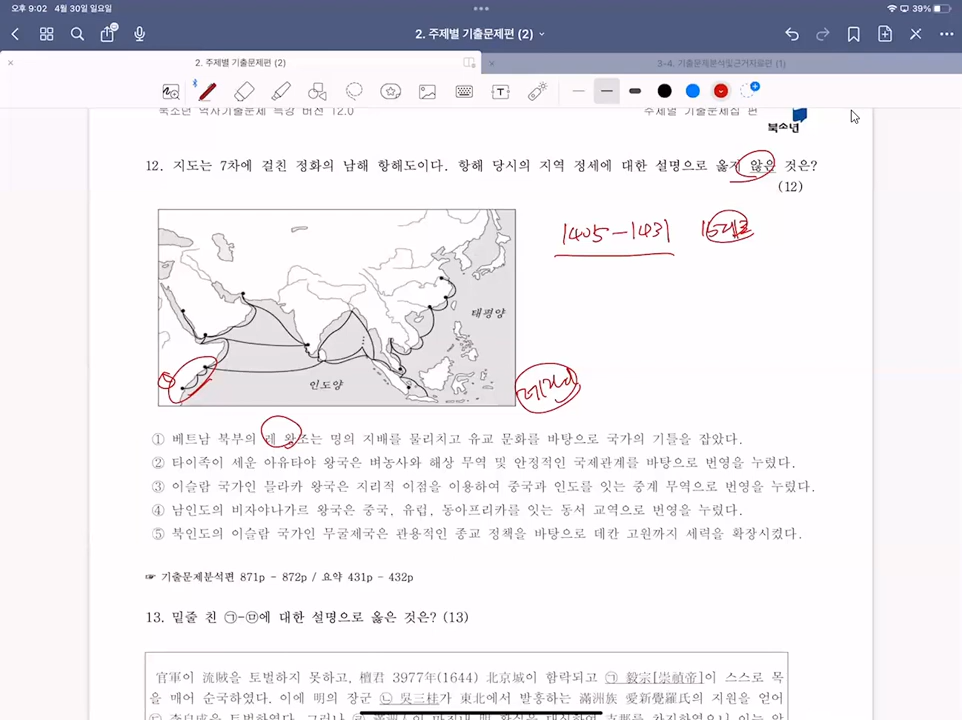 오후 9:02 4월 30일 일요일
39%
2. 주제별 기출문제편 (2)
2. 주제별 기출문제편 (2)
3-4. 기출문제분석및근거자료편 (1)
북소년 역사기출문제 특강 버전 12.0
주제별 기출문제집 편
북소년
12. 지도는 7차에 걸친 정화의 남해 항해도이다. 항해 당시의 지역 정세에 대한 설명으로 옳지 않은 것은?
(12)
1405-1431 15
태평양
인도양
① 베트남 북부의 레 왕조는 명의 지배를 물리치고 유교 문화를 바탕으로 국가의 기틀을 잡았다.
② 타이족이 세운 아유타야 왕국은 벼농사와 해상 무역 및 안정적인 국제관계를 바탕으로 번영을 누렸다.
③ 이슬람 국가인 믈라카 왕국은 지리적 이점을 이용하여 중국과 인도를 잇는 중계 무역으로 번영을 누렸다.
④ 남인도의 비자야나가르 왕국은 중국, 유럽, 동아프리카를 잇는 동서 교역으로 번영을 누렸다.
⑤ 북인도의 이슬람 국가인 무굴제국은 관용적인 종교 정책을 바탕으로 데칸 고원까지 세력을 확장시켰다.
☞ 기출문제분석편 871p - 872p / 요약 431p - 432p
13. 밑줄 친 ㉠-㉤에 대한 설명으로 옳은 것은? (13)
官軍이 流賊을 토벌하지 못하고, 檀君 3977年(1644) 北京城이 함락되고 ㉠ 毅宗[崇禎帝]이 스스로 목
을 매어 순국하였다. 이에 明의 장군 ㉡ 吳三桂가 東北에서 발흥하는 滿洲族 愛新覺羅氏의 지원을 얻어